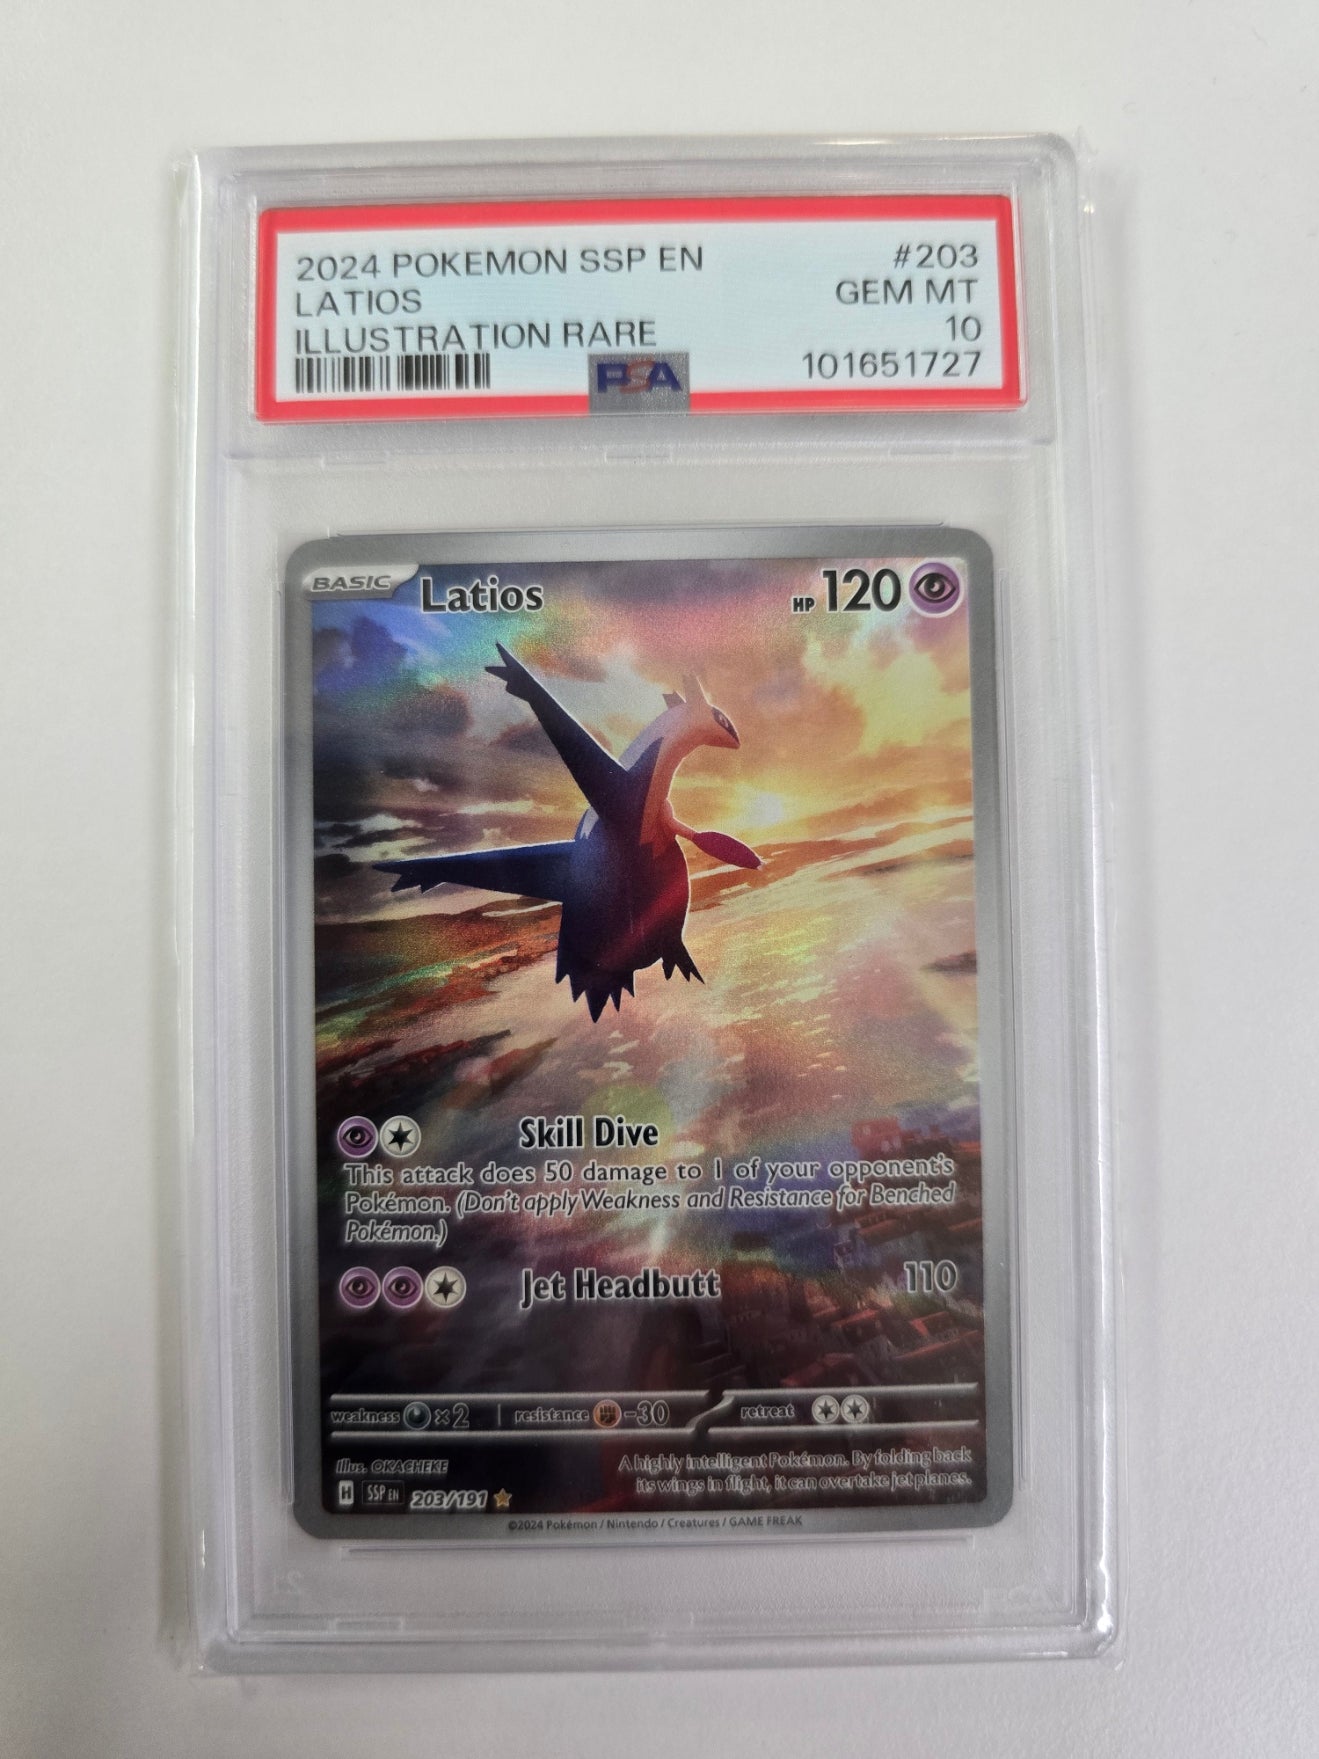 2024 POKEMON SSP EN #203
LATIOS GEM MT
ILLUSTRATION RARE 10
PSA 101651727
BASIC Latios HP 120
Skill Dive
This attack does 50 damage to 1 of your opponent's
Pokémon. (Don't apply Weakness and Resistance for Benched
Pokémon.)
Jet Headbutt 110
weakness ×2 resistance -30 retreat
Illus. OKACHEKE
A highly intelligent Pokémon. By folding back
its wings in flight, it can overtake jet planes.
H SSP EN 203/191
©2024 Pokémon / Nintendo / Creatures / GAME FREAK